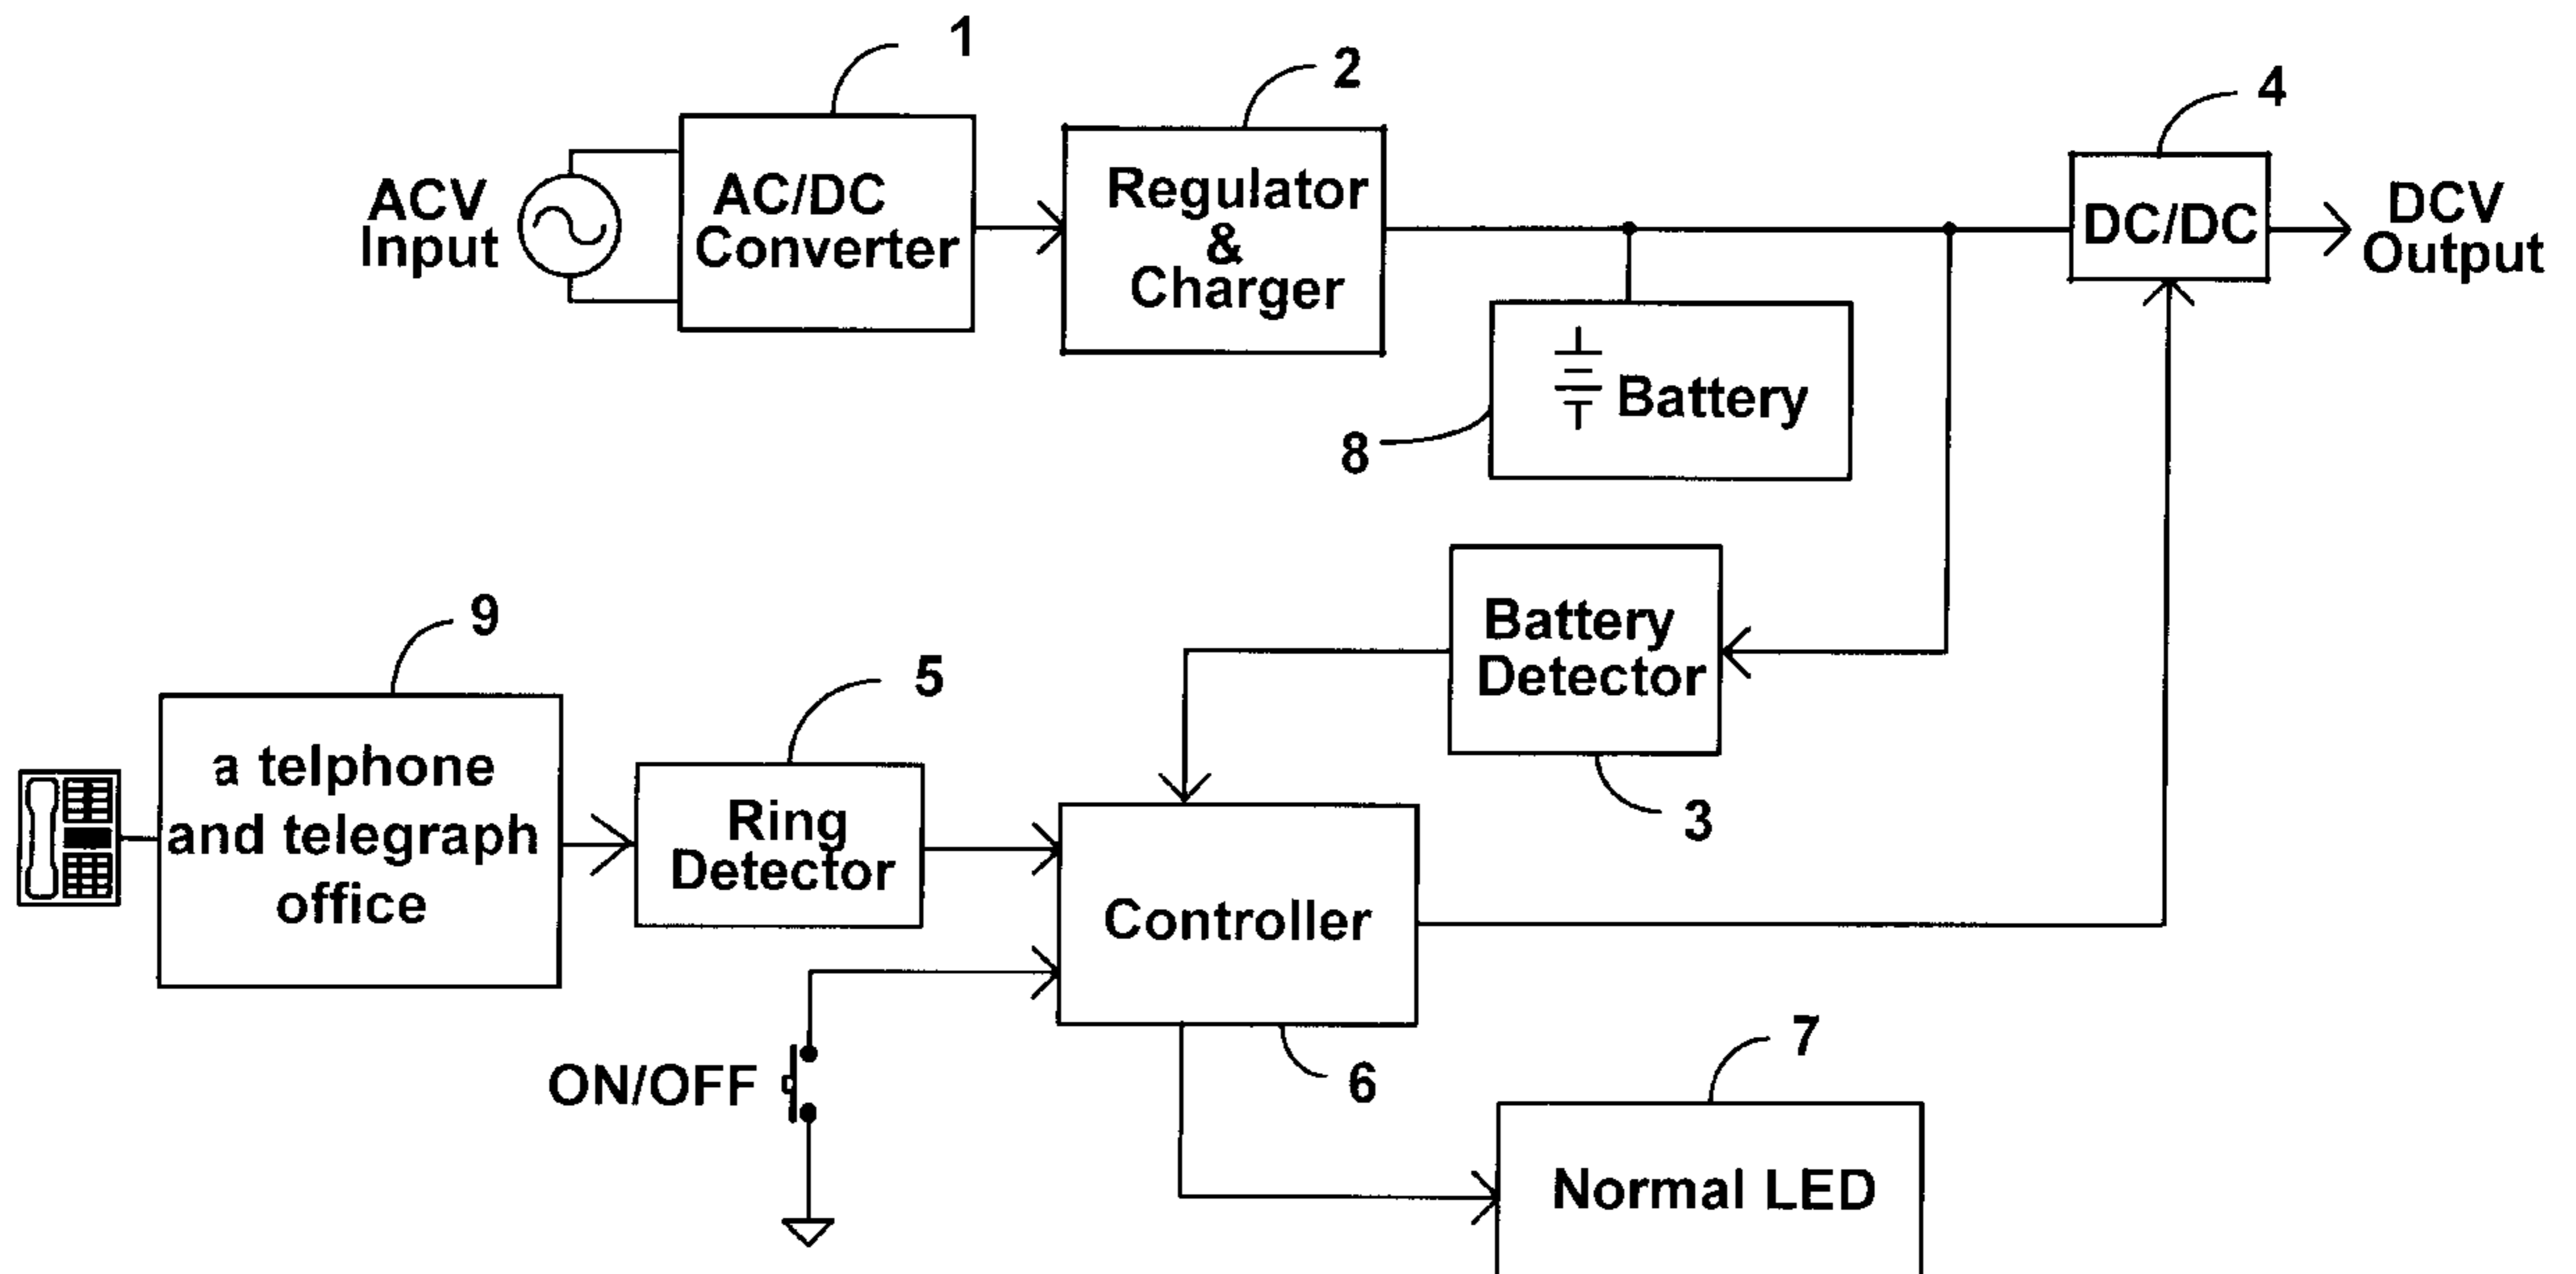 1
2
4
ACV
Input
AC/DC
Converter
Regulator
&
Charger
DC/DC
DCV
Output
Battery
8
9
5
Battery
Detector
3
a telphone
and telegraph
office
Ring
Detector
Controller
ON/OFF
6
7
Normal LED